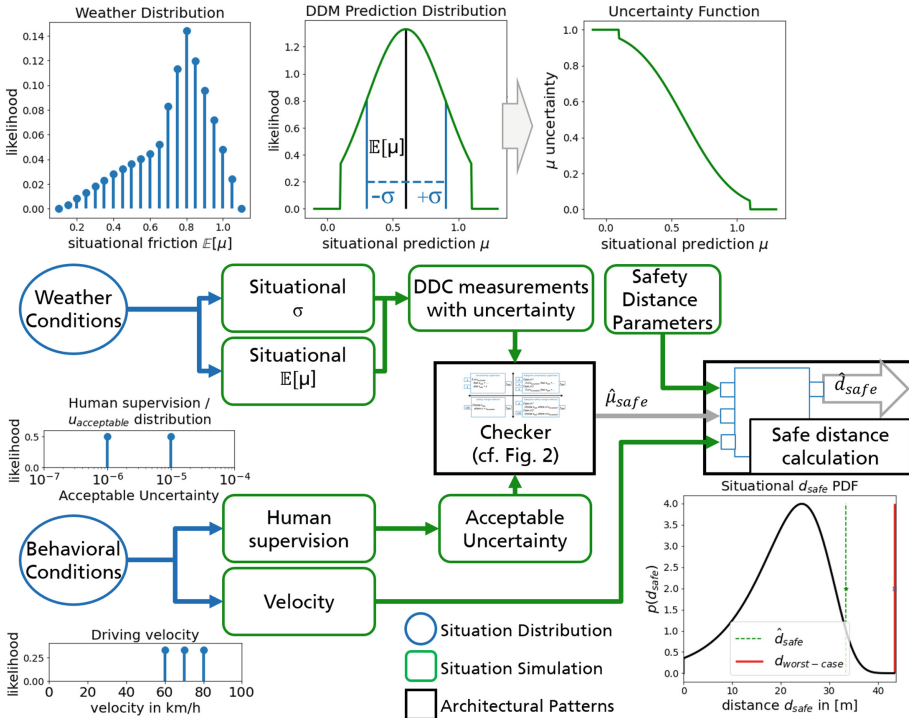 Weather Distribution
DDM Prediction Distribution
Uncertainty Function
likelihood
0.14
0.12
0.10
0.08
0.06
0.04
0.02
0.00
0.2 0.4 0.6 0.8 1.0
situational friction 𝔼[μ]
likelihood
1.2
1.0
0.8
0.6
0.4
0.2
0.0
𝔼[μ]
-σ +σ
0.0 0.5 1.0
situational prediction μ
μ uncertainty
1.0
0.8
0.6
0.4
0.2
0.0
0.0 0.5 1.0
situational prediction μ
Weather
Conditions
Situational
σ
Situational
𝔼[μ]
DDC measurements
with uncertainty
Safety
Distance
Parameters
Checker
(cf. Fig. 2)
μ̂_safe
d̂_safe
Safe distance
calculation
Human supervision /
u_acceptable distribution
likelihood
0.5
0.0
10⁻⁷ 10⁻⁶ 10⁻⁵ 10⁻⁴
Acceptable Uncertainty
Behavioral
Conditions
Human
supervision
Acceptable
Uncertainty
Velocity
Driving velocity
likelihood
0.25
0.00
0 20 40 60 80 100
velocity in km/h
Situation Distribution
Situation Simulation
Architectural Patterns
Situational d_safe PDF
p(d_safe)
4.0
3.5
3.0
2.5
2.0
1.5
1.0
0.5
0.0
d̂_safe
d_worst−case
0 10 20 30 40
distance d_safe in [m]